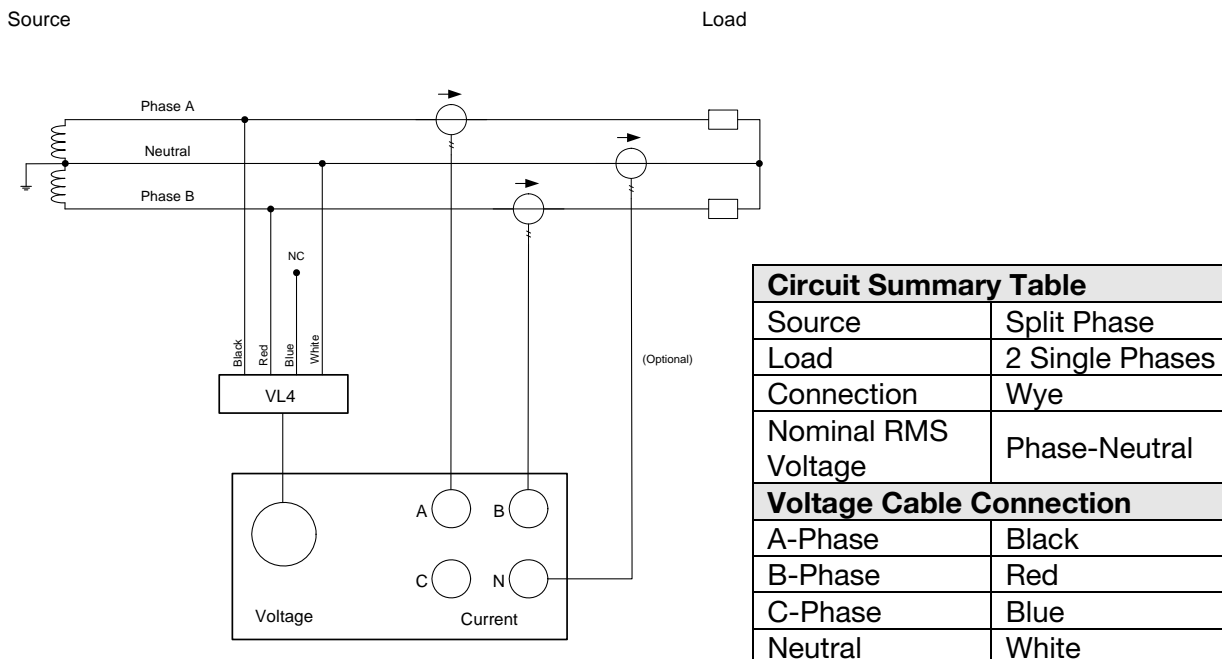 Source
Load
Phase A
Neutral
Phase B
NC
Black
Red
Blue
White
(Optional)
VL4
A
B
C
N
Voltage
Current
Circuit Summary Table
Source Split Phase
Load 2 Single Phases
Connection Wye
Nominal RMS
Voltage
Phase-Neutral
Voltage Cable Connection
A-Phase Black
B-Phase Red
C-Phase Blue
Neutral White